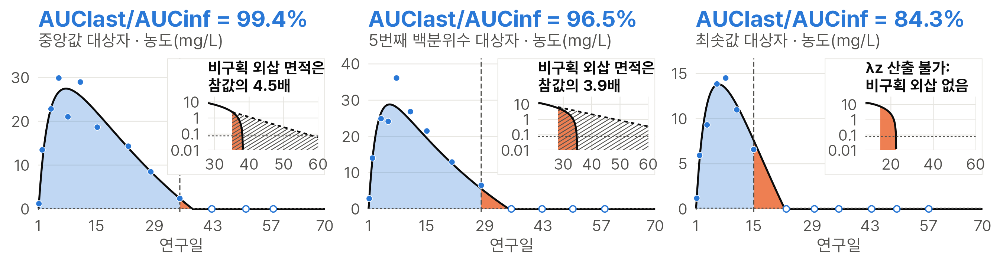 AUClast/AUCinf = 99.4%
중앙값 대상자 · 농도(mg/L)
비구획 외삽 면적은
참값의 4.5배
30
20
10
0
10
1
0.1
0.01
30 40 50 60
1 15 29 43 57 70
연구일
AUClast/AUCinf = 96.5%
5번째 백분위수 대상자 · 농도(mg/L)
비구획 외삽 면적은
참값의 3.9배
40
30
20
10
0
10
1
0.1
0.01
30 40 50 60
1 15 29 43 57 70
연구일
AUClast/AUCinf = 84.3%
최솟값 대상자 · 농도(mg/L)
λz 산출 불가:
비구획 외삽 없음
15
10
5
0
10
1
0.1
0.01
20 40 60
1 15 29 43 57 70
연구일